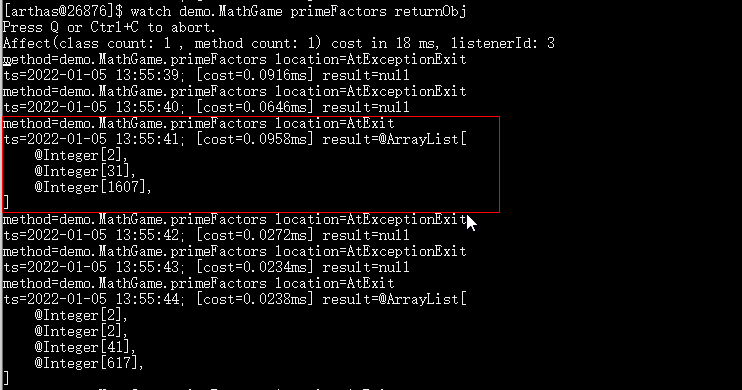 [arthas@26876]$ watch demo.MathGame primeFactors returnObj
Press Q or Ctrl+C to abort.
Affect(class count: 1 , method count: 1) cost in 18 ms, listenerId: 3
method=demo.MathGame.primeFactors location=AtExceptionExit
ts=2022-01-05 13:55:39; [cost=0.0916ms] result=null
method=demo.MathGame.primeFactors location=AtExceptionExit
ts=2022-01-05 13:55:40; [cost=0.0646ms] result=null
method=demo.MathGame.primeFactors location=AtExit
ts=2022-01-05 13:55:41; [cost=0.0958ms] result=@ArrayList[
    @Integer[2],
    @Integer[31],
    @Integer[1607],
]
method=demo.MathGame.primeFactors location=AtExceptionExit
ts=2022-01-05 13:55:42; [cost=0.0272ms] result=null
method=demo.MathGame.primeFactors location=AtExceptionExit
ts=2022-01-05 13:55:43; [cost=0.0234ms] result=null
method=demo.MathGame.primeFactors location=AtExit
ts=2022-01-05 13:55:44; [cost=0.0238ms] result=@ArrayList[
    @Integer[2],
    @Integer[2],
    @Integer[41],
    @Integer[617],
]